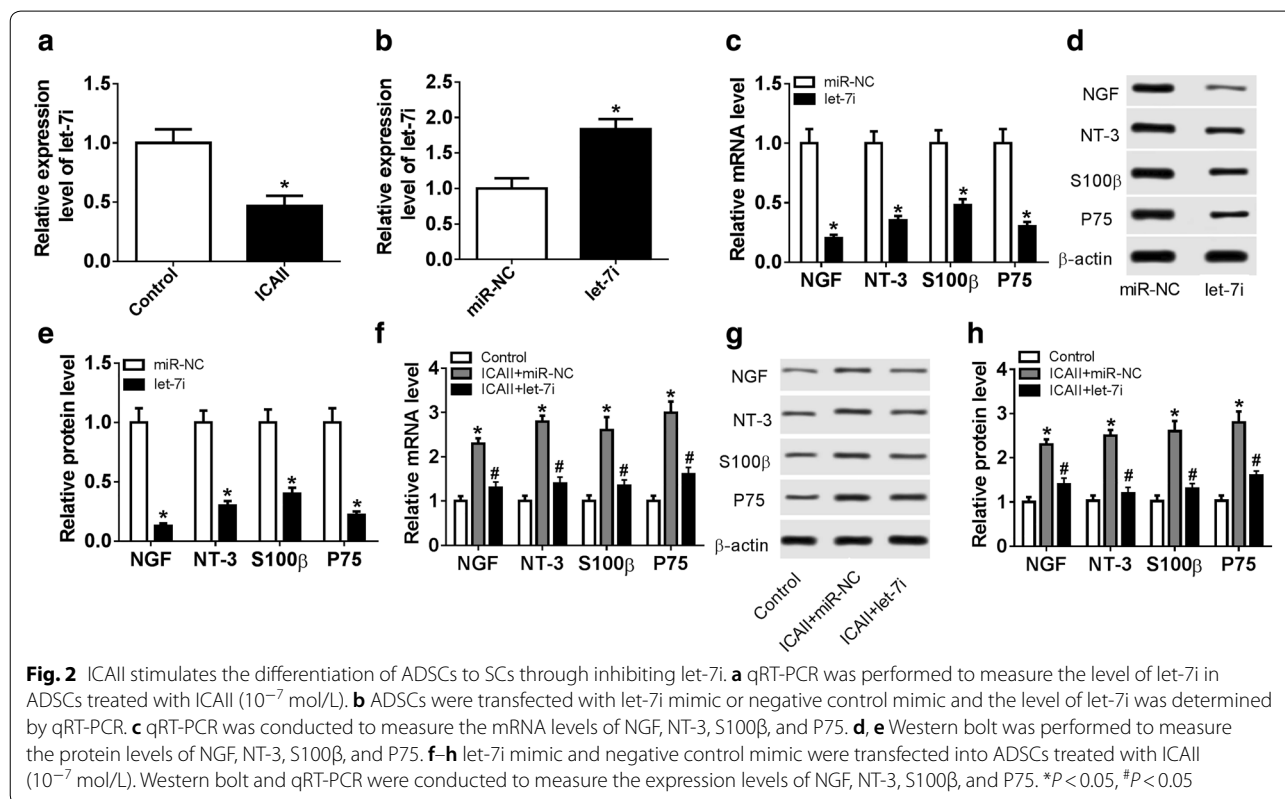 a
Relative expression
level of let-7i
1.5
1.0
0.5
0.0
*
Control
ICAII
b
Relative expression
level of let-7i
2.5
2.0
1.5
1.0
0.5
0.0
*
miR-NC
let-7i
c
Relative mRNA level
1.5
1.0
0.5
0.0
miR-NC
let-7i
* * * *
NGF NT-3 S100β P75
d
NGF
NT-3
S100β
P75
β-actin
miR-NC let-7i
e
Relative protein level
1.5
1.0
0.5
0.0
miR-NC
let-7i
* * * *
NGF NT-3 S100β P75
f
Relative mRNA level
4
3
2
1
0
Control
ICAII+miR-NC
ICAII+let-7i
* # * # * # * #
NGF NT-3 S100β P75
g
NGF
NT-3
S100β
P75
β-actin
Control
ICAII+miR-NC
ICAII+let-7i
h
Relative protein level
4
3
2
1
0
Control
ICAII+miR-NC
ICAII+let-7i
* # * # * # * #
NGF NT-3 S100β P75
Fig. 2 ICAII stimulates the differentiation of ADSCs to SCs through inhibiting let-7i. a qRT-PCR was performed to measure the level of let-7i in
ADSCs treated with ICAII (10⁻⁷ mol/L). b ADSCs were transfected with let-7i mimic or negative control mimic and the level of let-7i was determined
by qRT-PCR. c qRT-PCR was conducted to measure the mRNA levels of NGF, NT-3, S100β, and P75. d, e Western bolt was performed to measure
the protein levels of NGF, NT-3, S100β, and P75. f–h let-7i mimic and negative control mimic were transfected into ADSCs treated with ICAII
(10⁻⁷ mol/L). Western bolt and qRT-PCR were conducted to measure the expression levels of NGF, NT-3, S100β, and P75. *P < 0.05, #P < 0.05